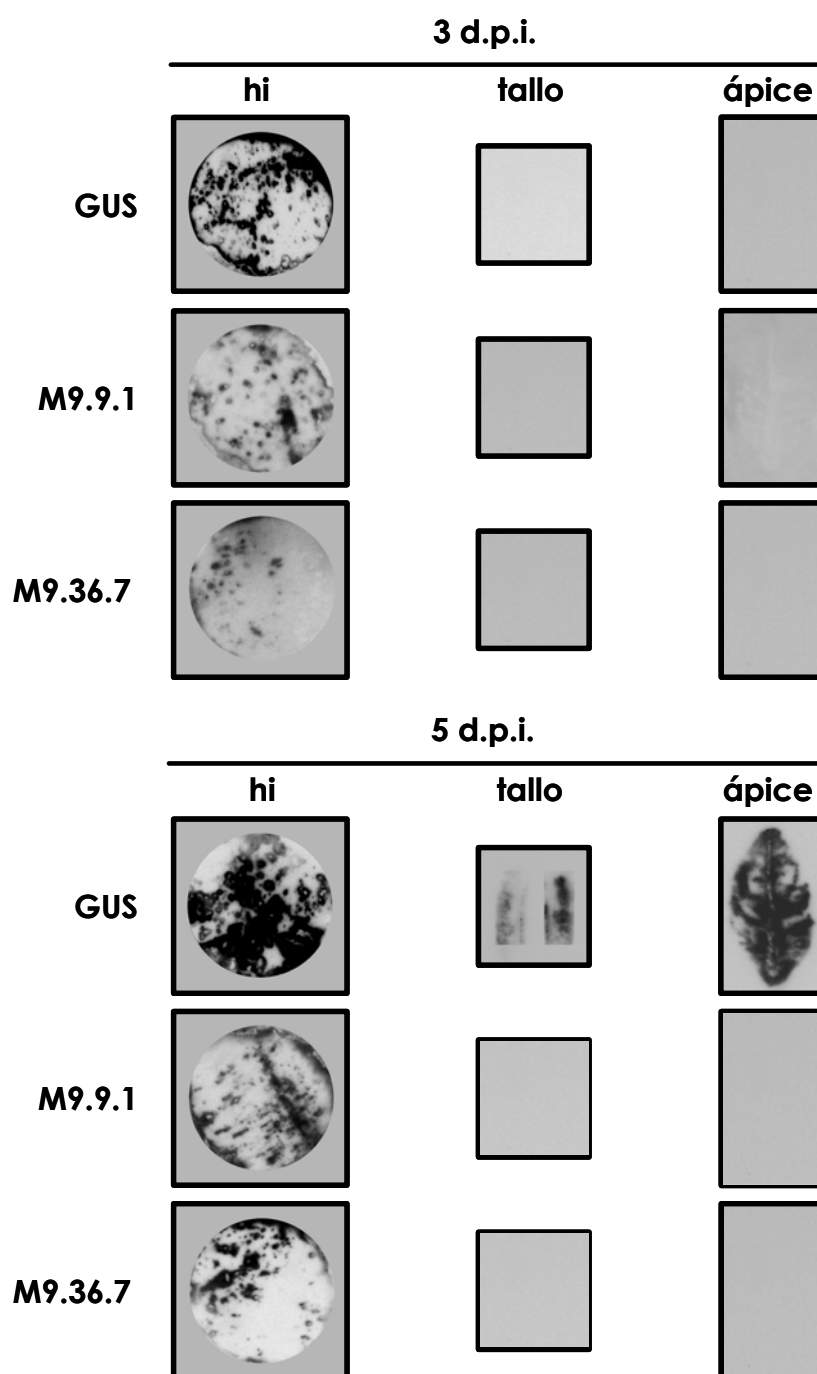 3 d.p.i.
hi tallo ápice
GUS
M9.9.1
M9.36.7
5 d.p.i.
hi tallo ápice
GUS
M9.9.1
M9.36.7